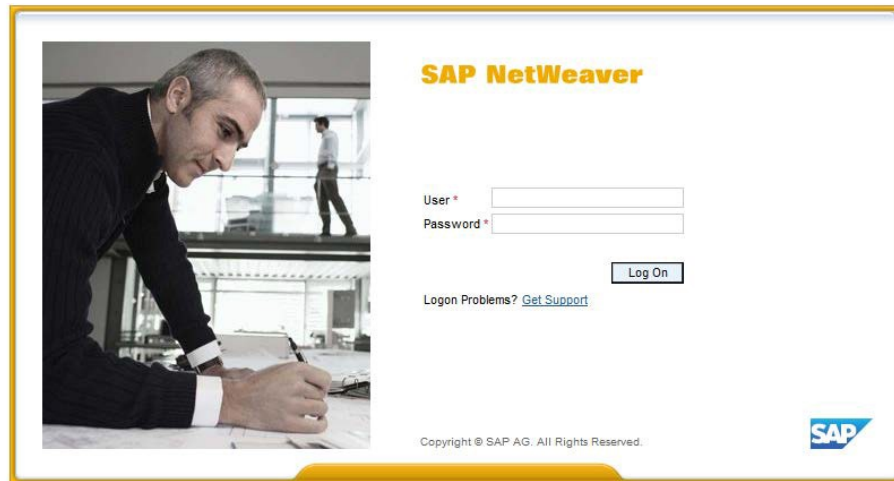 SAP NetWeaver
User *
Password *
Log On
Logon Problems? Get Support
Copyright © SAP AG. All Rights Reserved.
SAP